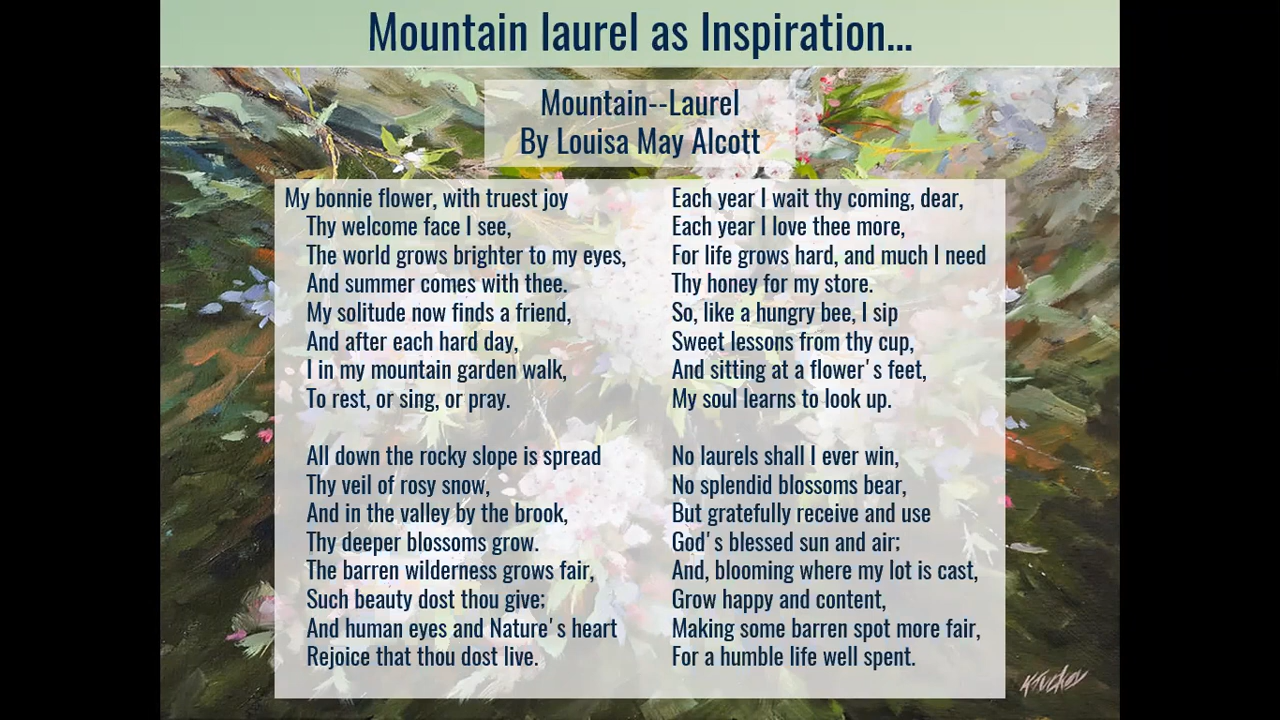 Mountain laurel as Inspiration...
Mountain--Laurel
By Louisa May Alcott
My bonnie flower, with truest joy
Thy welcome face I see,
The world grows brighter to my eyes,
And summer comes with thee.
My solitude now finds a friend,
And after each hard day,
I in my mountain garden walk,
To rest, or sing, or pray.
All down the rocky slope is spread
Thy veil of rosy snow,
And in the valley by the brook,
Thy deeper blossoms grow.
The barren wilderness grows fair,
Such beauty dost thou give;
And human eyes and Nature's heart
Rejoice that thou dost live.
Each year I wait thy coming, dear,
Each year I love thee more,
For life grows hard, and much I need
Thy honey for my store.
So, like a hungry bee, I sip
Sweet lessons from thy cup,
And sitting at a flower's feet,
My soul learns to look up.
No laurels shall I ever win,
No splendid blossoms bear,
But gratefully receive and use
God's blessed sun and air;
And, blooming where my lot is cast,
Grow happy and content,
Making some barren spot more fair,
For a humble life well spent.